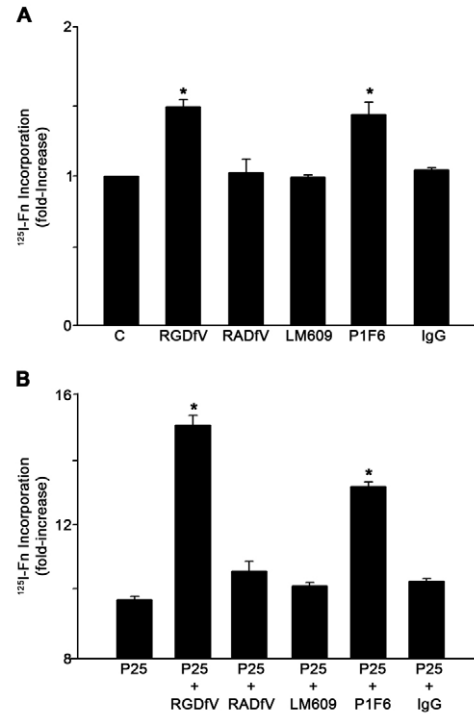 A
2
*
*
¹²⁵I-Fn Incorporation
(fold-Increase)
1
0
C RGDfV RADfV LM609 P1F6 IgG
B
16
*
*
¹²⁵I-Fn Incorporation
(fold-increase)
12
8
P25 P25 P25 P25 P25 P25
+ + + + +
RGDfV RADfV LM609 P1F6 IgG